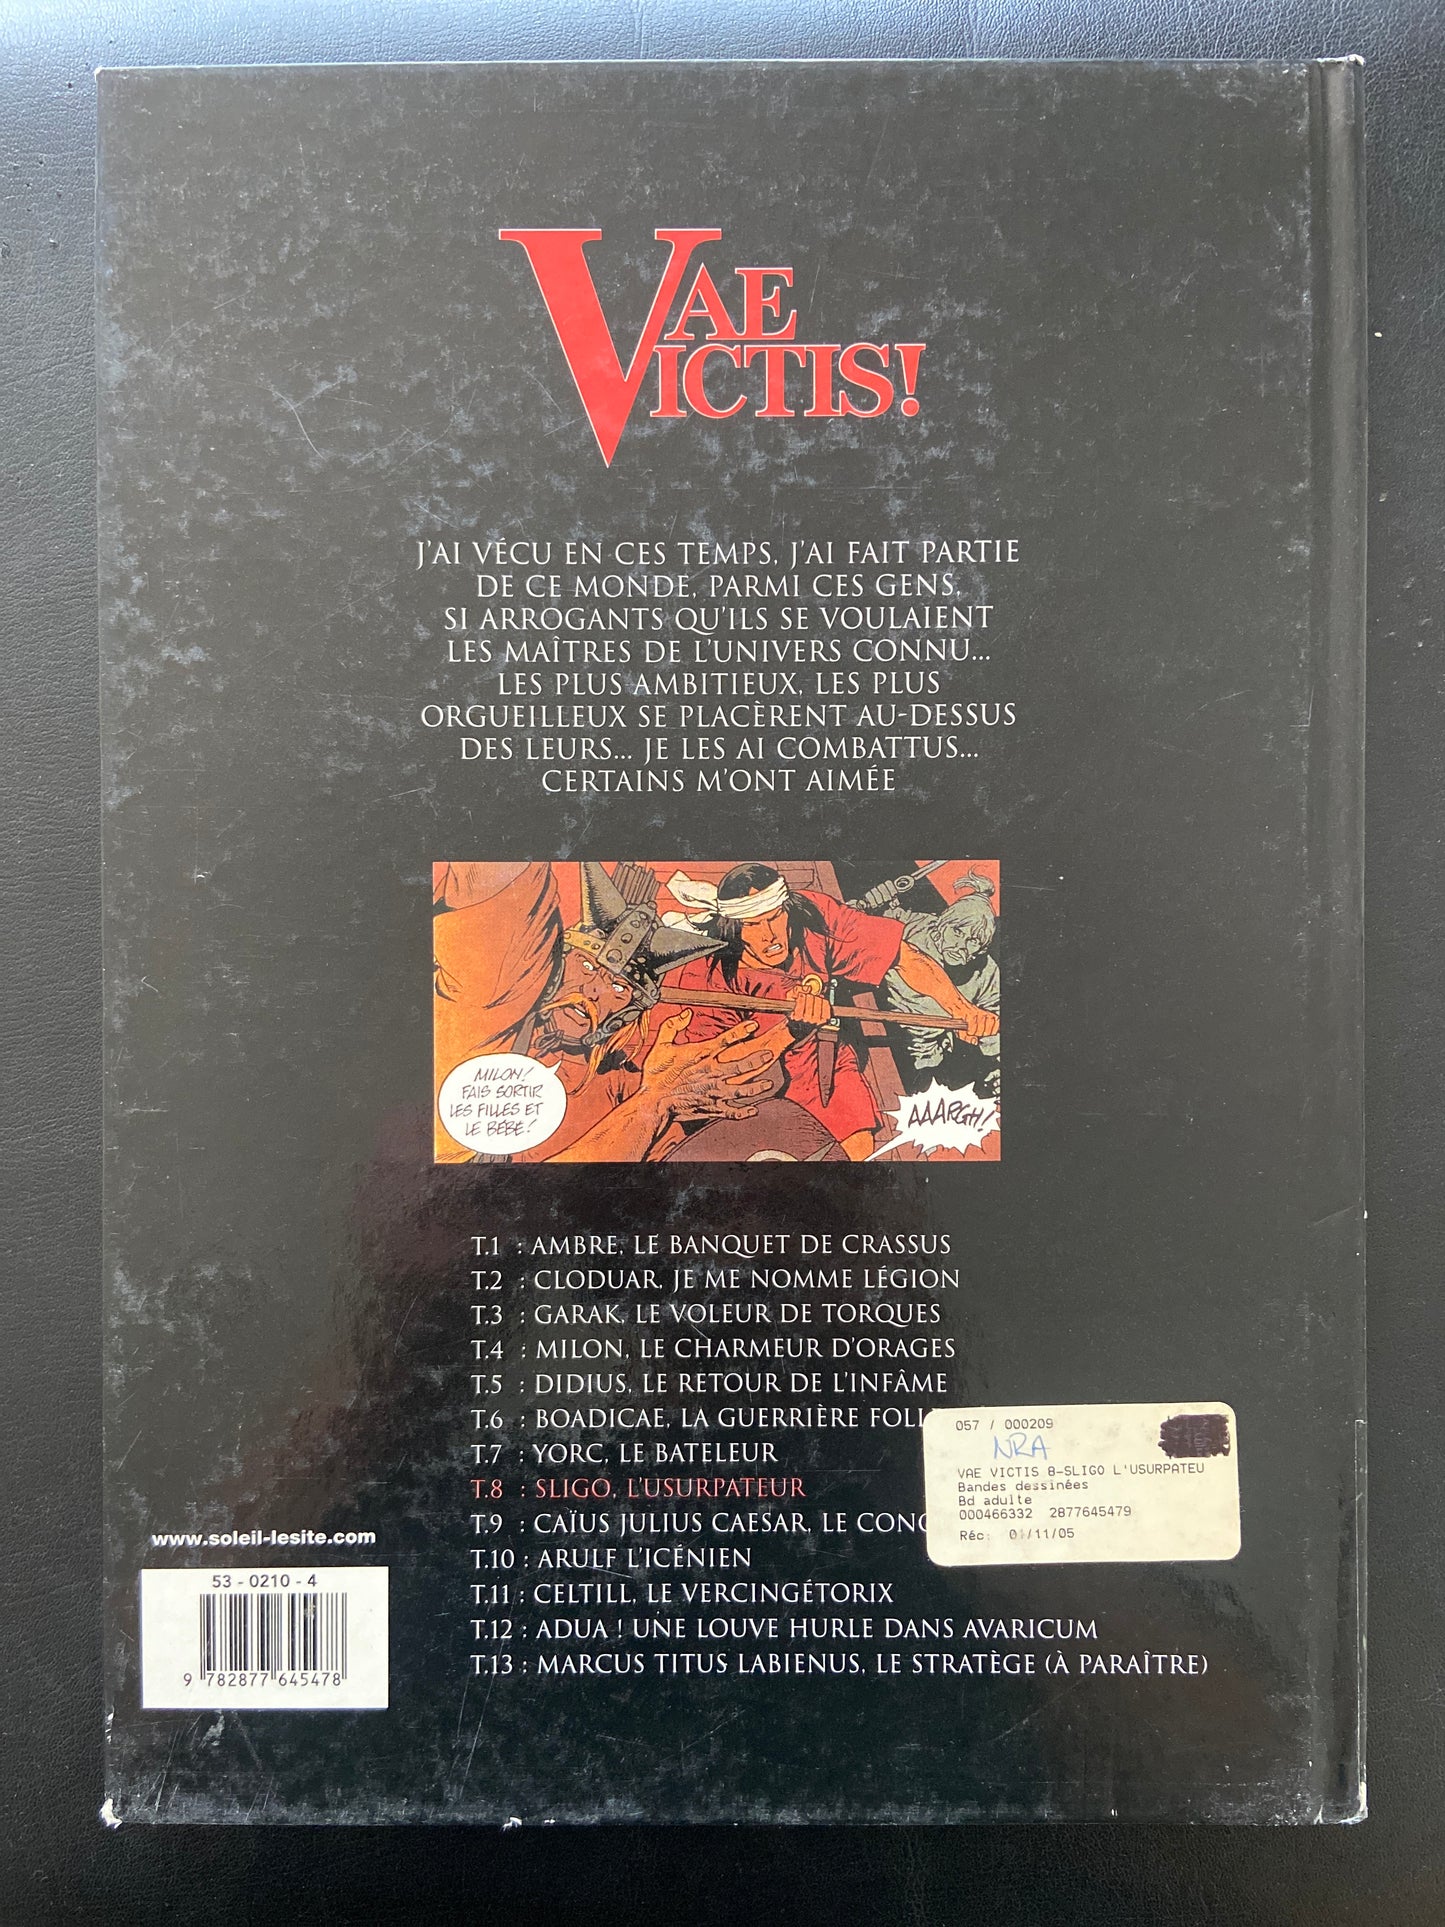 VAE
VICTIS!
J'AI VÉCU EN CES TEMPS, J'AI FAIT PARTIE
DE CE MONDE, PARMI CES GENS,
SI ARROGANTS QU'ILS SE VOULAIENT
LES MAÎTRES DE L'UNIVERS CONNU...
LES PLUS AMBITIEUX, LES PLUS
ORGUEILLEUX SE PLACÈRENT AU-DESSUS
DES LEURS... JE LES AI COMBATTUS...
CERTAINS M'ONT AIMÉE
MILON!
FAIS SORTIR
LES FILLES ET
LE BÉBÉ!
AAARGH!
T.1 : AMBRE, LE BANQUET DE CRASSUS
T.2 : CLODUAR, JE ME NOMME LÉGION
T.3 : GARAK, LE VOLEUR DE TORQUES
T.4 : MILON, LE CHARMEUR D'ORAGES
T.5 : DIDIUS, LE RETOUR DE L'INFÂME
T.6 : BOADICAE, LA GUERRIÈRE FOLL
T.7 : YORC, LE BATELEUR
T.8 : SLIGO, L'USURPATEUR
T.9 : CAÏUS JULIUS CAESAR, LE CONQ
T.10 : ARULF L'ICÉNIEN
T.11 : CELTILL, LE VERCINGÉTORIX
T.12 : ADUA ! UNE LOUVE HURLE DANS AVARICUM
T.13 : MARCUS TITUS LABIENUS, LE STRATÈGE (À PARAÎTRE)
057 / 000209
NRA
VAE VICTIS 8-SLIGO L'USURPATEU
Bandes dessinées
Bd adulte
000466332 2877645479
Réc: 01/11/05
www.soleil-lesite.com
53 - 0210 - 4
9 782877 645478